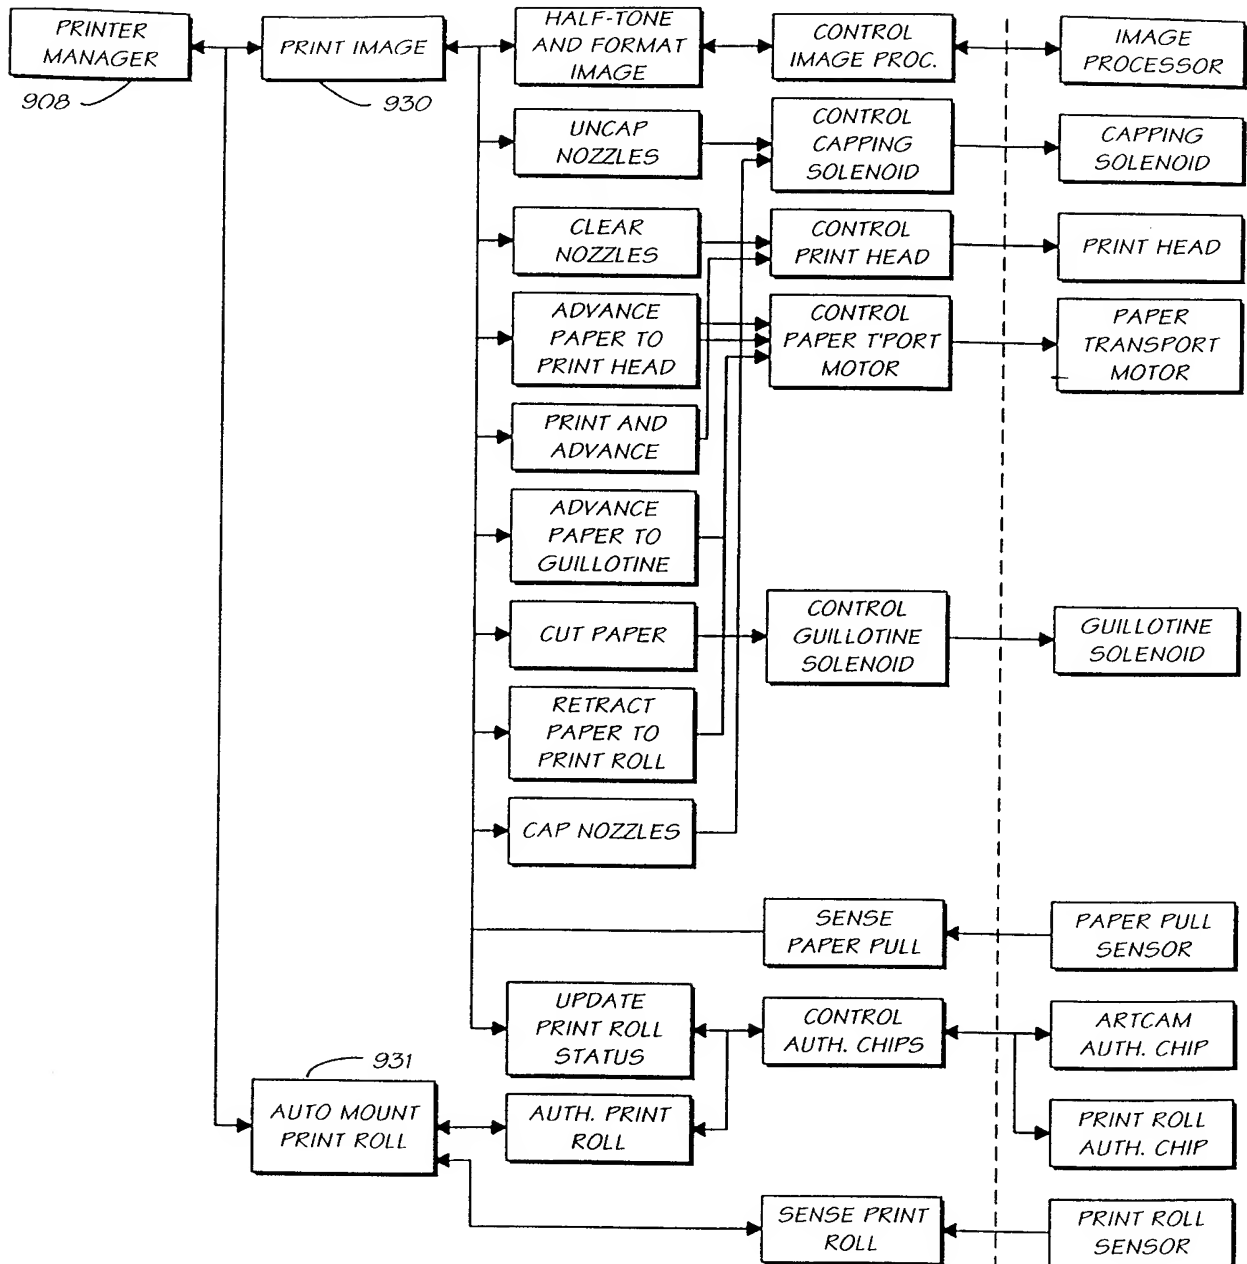 PRINTER
MANAGER
908
PRINT IMAGE
930
HALF-TONE
AND FORMAT
IMAGE
CONTROL
IMAGE PROC.
IMAGE
PROCESSOR
UNCAP
NOZZLES
CONTROL
CAPPING
SOLENOID
CAPPING
SOLENOID
CLEAR
NOZZLES
CONTROL
PRINT HEAD
PRINT HEAD
ADVANCE
PAPER TO
PRINT HEAD
CONTROL
PAPER T'PORT
MOTOR
PAPER
TRANSPORT
MOTOR
PRINT AND
ADVANCE
ADVANCE
PAPER TO
GUILLOTINE
CUT PAPER
CONTROL
GUILLOTINE
SOLENOID
GUILLOTINE
SOLENOID
RETRACT
PAPER TO
PRINT ROLL
CAP NOZZLES
SENSE
PAPER PULL
PAPER PULL
SENSOR
UPDATE
PRINT ROLL
STATUS
CONTROL
AUTH. CHIPS
ARTCAM
AUTH. CHIP
931
AUTO MOUNT
PRINT ROLL
AUTH. PRINT
ROLL
PRINT ROLL
AUTH. CHIP
SENSE PRINT
ROLL
PRINT ROLL
SENSOR